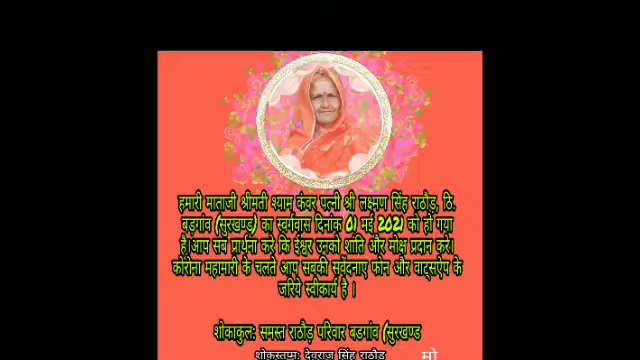 हमारी माताजी श्रीमती श्याम कंवर पत्नी श्री लक्ष्मण सिंह राठौड़, ठि.
बड़गांव (सुरखण्ड) का स्वर्गवास दिनांक 01 मई 2021 को हो गया
है।आप सब प्रार्थना करे कि ईश्वर उनको शांति और मोक्ष प्रदान करे।
कोंरोना महामारी के चलते आप सबकी सवेंदनाए फोन और वाट्सऐप के
जरिये स्वीकार्य है ।
शोकाकुल: समस्त राठौड़ परिवार बडगांव (सुरखण्ड
देवराज सिंह राठौड़
मो